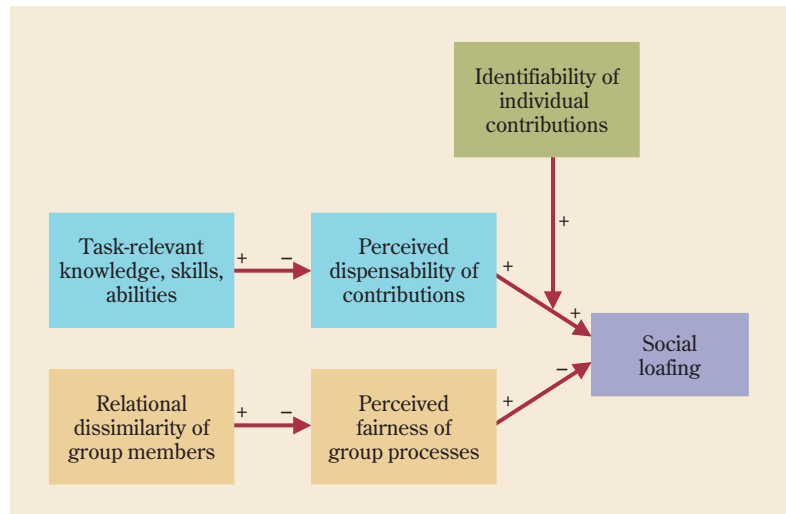 Identifiability of
individual
contributions
+
Task-relevant
knowledge, skills,
abilities
+ −
Perceived
dispensability of
contributions
+
+
Social
loafing
Relational
dissimilarity of
group members
+ −
Perceived
fairness of
group processes
+
−